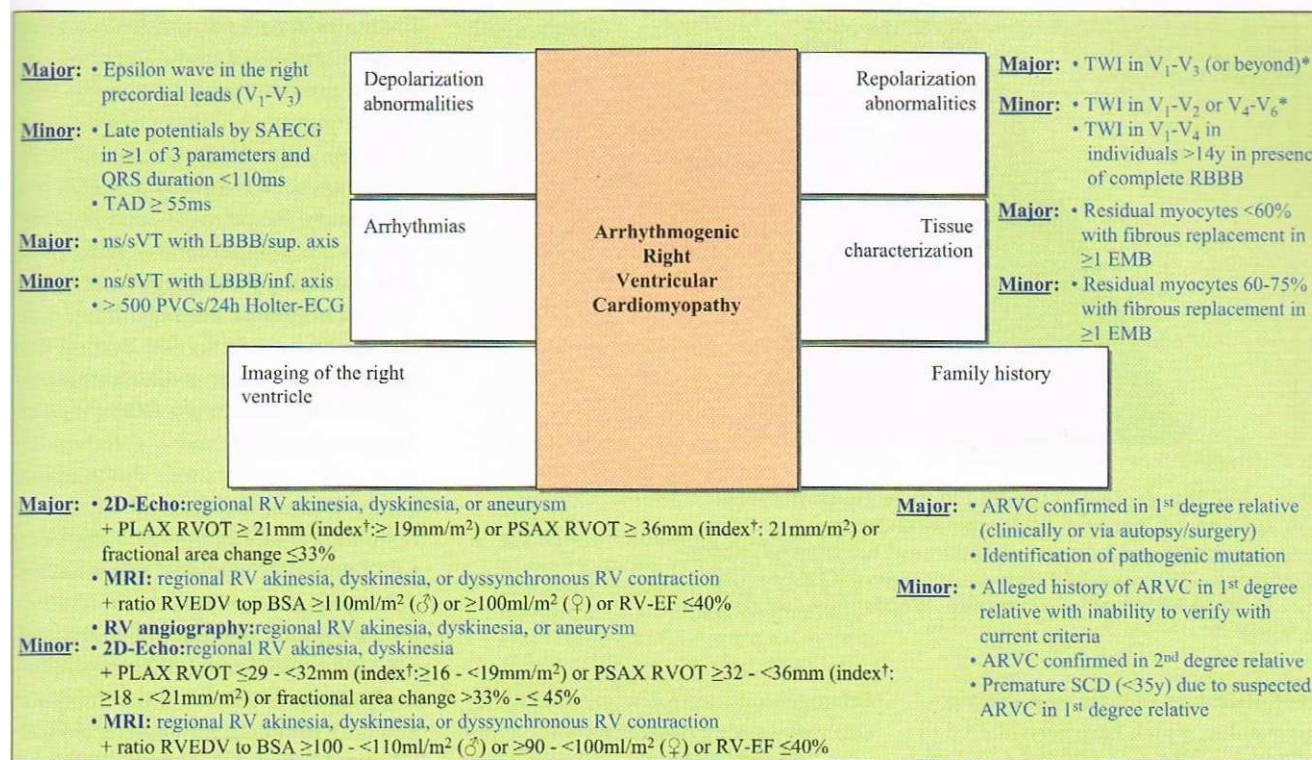 Major: • Epsilon wave in the right
precordial leads (V₁-V₃)
Minor: • Late potentials by SAECG
in ≥1 of 3 parameters and
QRS duration <110ms
• TAD ≥ 55ms
Major: • ns/sVT with LBBB/sup. axis
Minor: • ns/sVT with LBBB/inf. axis
• > 500 PVCs/24h Holter-ECG
Depolarization
abnormalities
Arrhythmias
Imaging of the right
ventricle
Arrhythmogenic
Right
Ventricular
Cardiomyopathy
Repolarization
abnormalities
Tissue
characterization
Family history
Major: • TWI in V₁-V₃ (or beyond)*
Minor: • TWI in V₁-V₂ or V₄-V₆*
• TWI in V₁-V₄ in
individuals >14y in presenc
of complete RBBB
Major: • Residual myocytes <60%
with fibrous replacement in
≥1 EMB
Minor: • Residual myocytes 60-75%
with fibrous replacement in
≥1 EMB
Major: • 2D-Echo:regional RV akinesia, dyskinesia, or aneurysm
+ PLAX RVOT ≥ 21mm (index†:≥ 19mm/m²) or PSAX RVOT ≥ 36mm (index†: 21mm/m²) or
fractional area change ≤33%
• MRI: regional RV akinesia, dyskinesia, or dyssynchronous RV contraction
+ ratio RVEDV top BSA ≥110ml/m² (♂) or ≥100ml/m² (♀) or RV-EF ≤40%
• RV angiography:regional RV akinesia, dyskinesia, or aneurysm
Minor: • 2D-Echo:regional RV akinesia, dyskinesia
+ PLAX RVOT ≤29 - <32mm (index†:≥16 - <19mm/m²) or PSAX RVOT ≥32 - <36mm (index†:
≥18 - <21mm/m²) or fractional area change >33% - ≤ 45%
• MRI: regional RV akinesia, dyskinesia, or dyssynchronous RV contraction
+ ratio RVEDV to BSA ≥100 - <110ml/m² (♂) or ≥90 - <100ml/m² (♀) or RV-EF ≤40%
Major: • ARVC confirmed in 1st degree relative
(clinically or via autopsy/surgery)
• Identification of pathogenic mutation
Minor: • Alleged history of ARVC in 1st degree
relative with inability to verify with
current criteria
• ARVC confirmed in 2nd degree relative
• Premature SCD (<35y) due to suspected
ARVC in 1st degree relative